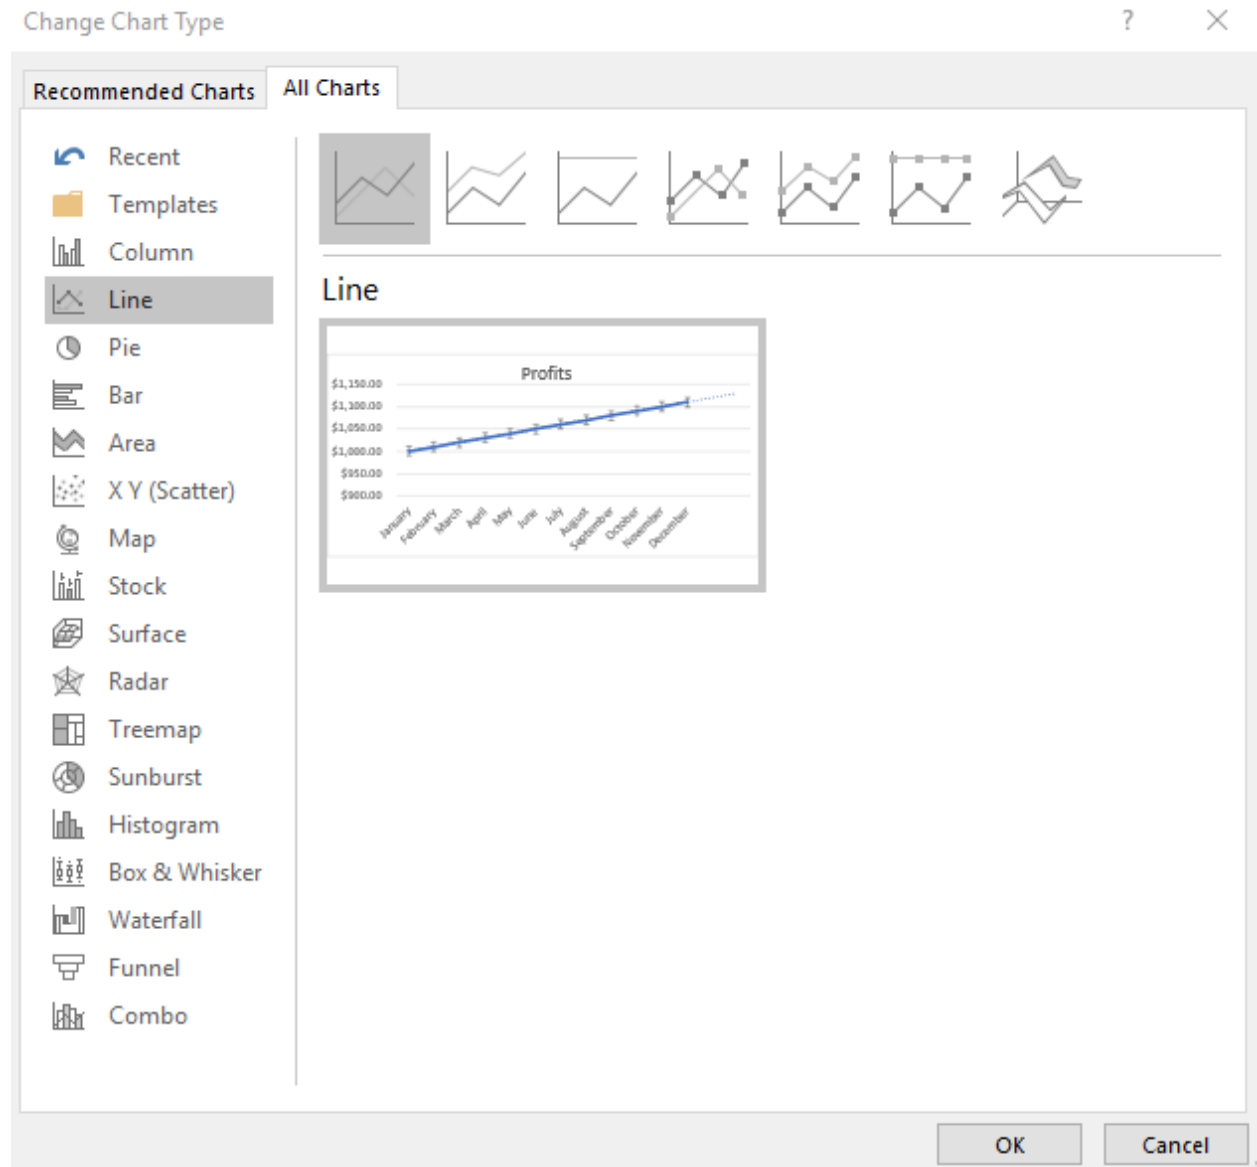 Change Chart Type
?
Recommended Charts
All Charts
Recent
Templates
Column
Line
Pie
Bar
Area
X Y (Scatter)
Map
Stock
Surface
Radar
Treemap
Sunburst
Histogram
Box & Whisker
Waterfall
Funnel
Combo
Line
Profits
$1,150.00
$1,100.00
$1,050.00
$1,000.00
$950.00
$900.00
January
February
March
April
May
June
July
August
September
October
November
December
OK
Cancel